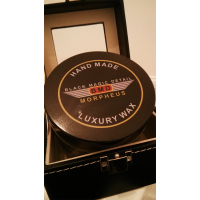 HAND MADE
BLACK MAGIC DETAIL
BMD
MORPHEUS
LUXURY WAX